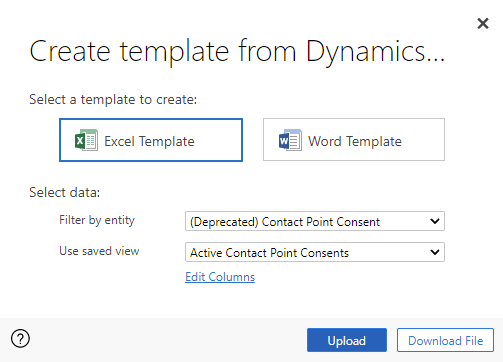 Create template from Dynamics...
Select a template to create:
Excel Template
Word Template
Select data:
Filter by entity
(Deprecated) Contact Point Consent
Use saved view
Active Contact Point Consents
Edit Columns
Upload
Download File